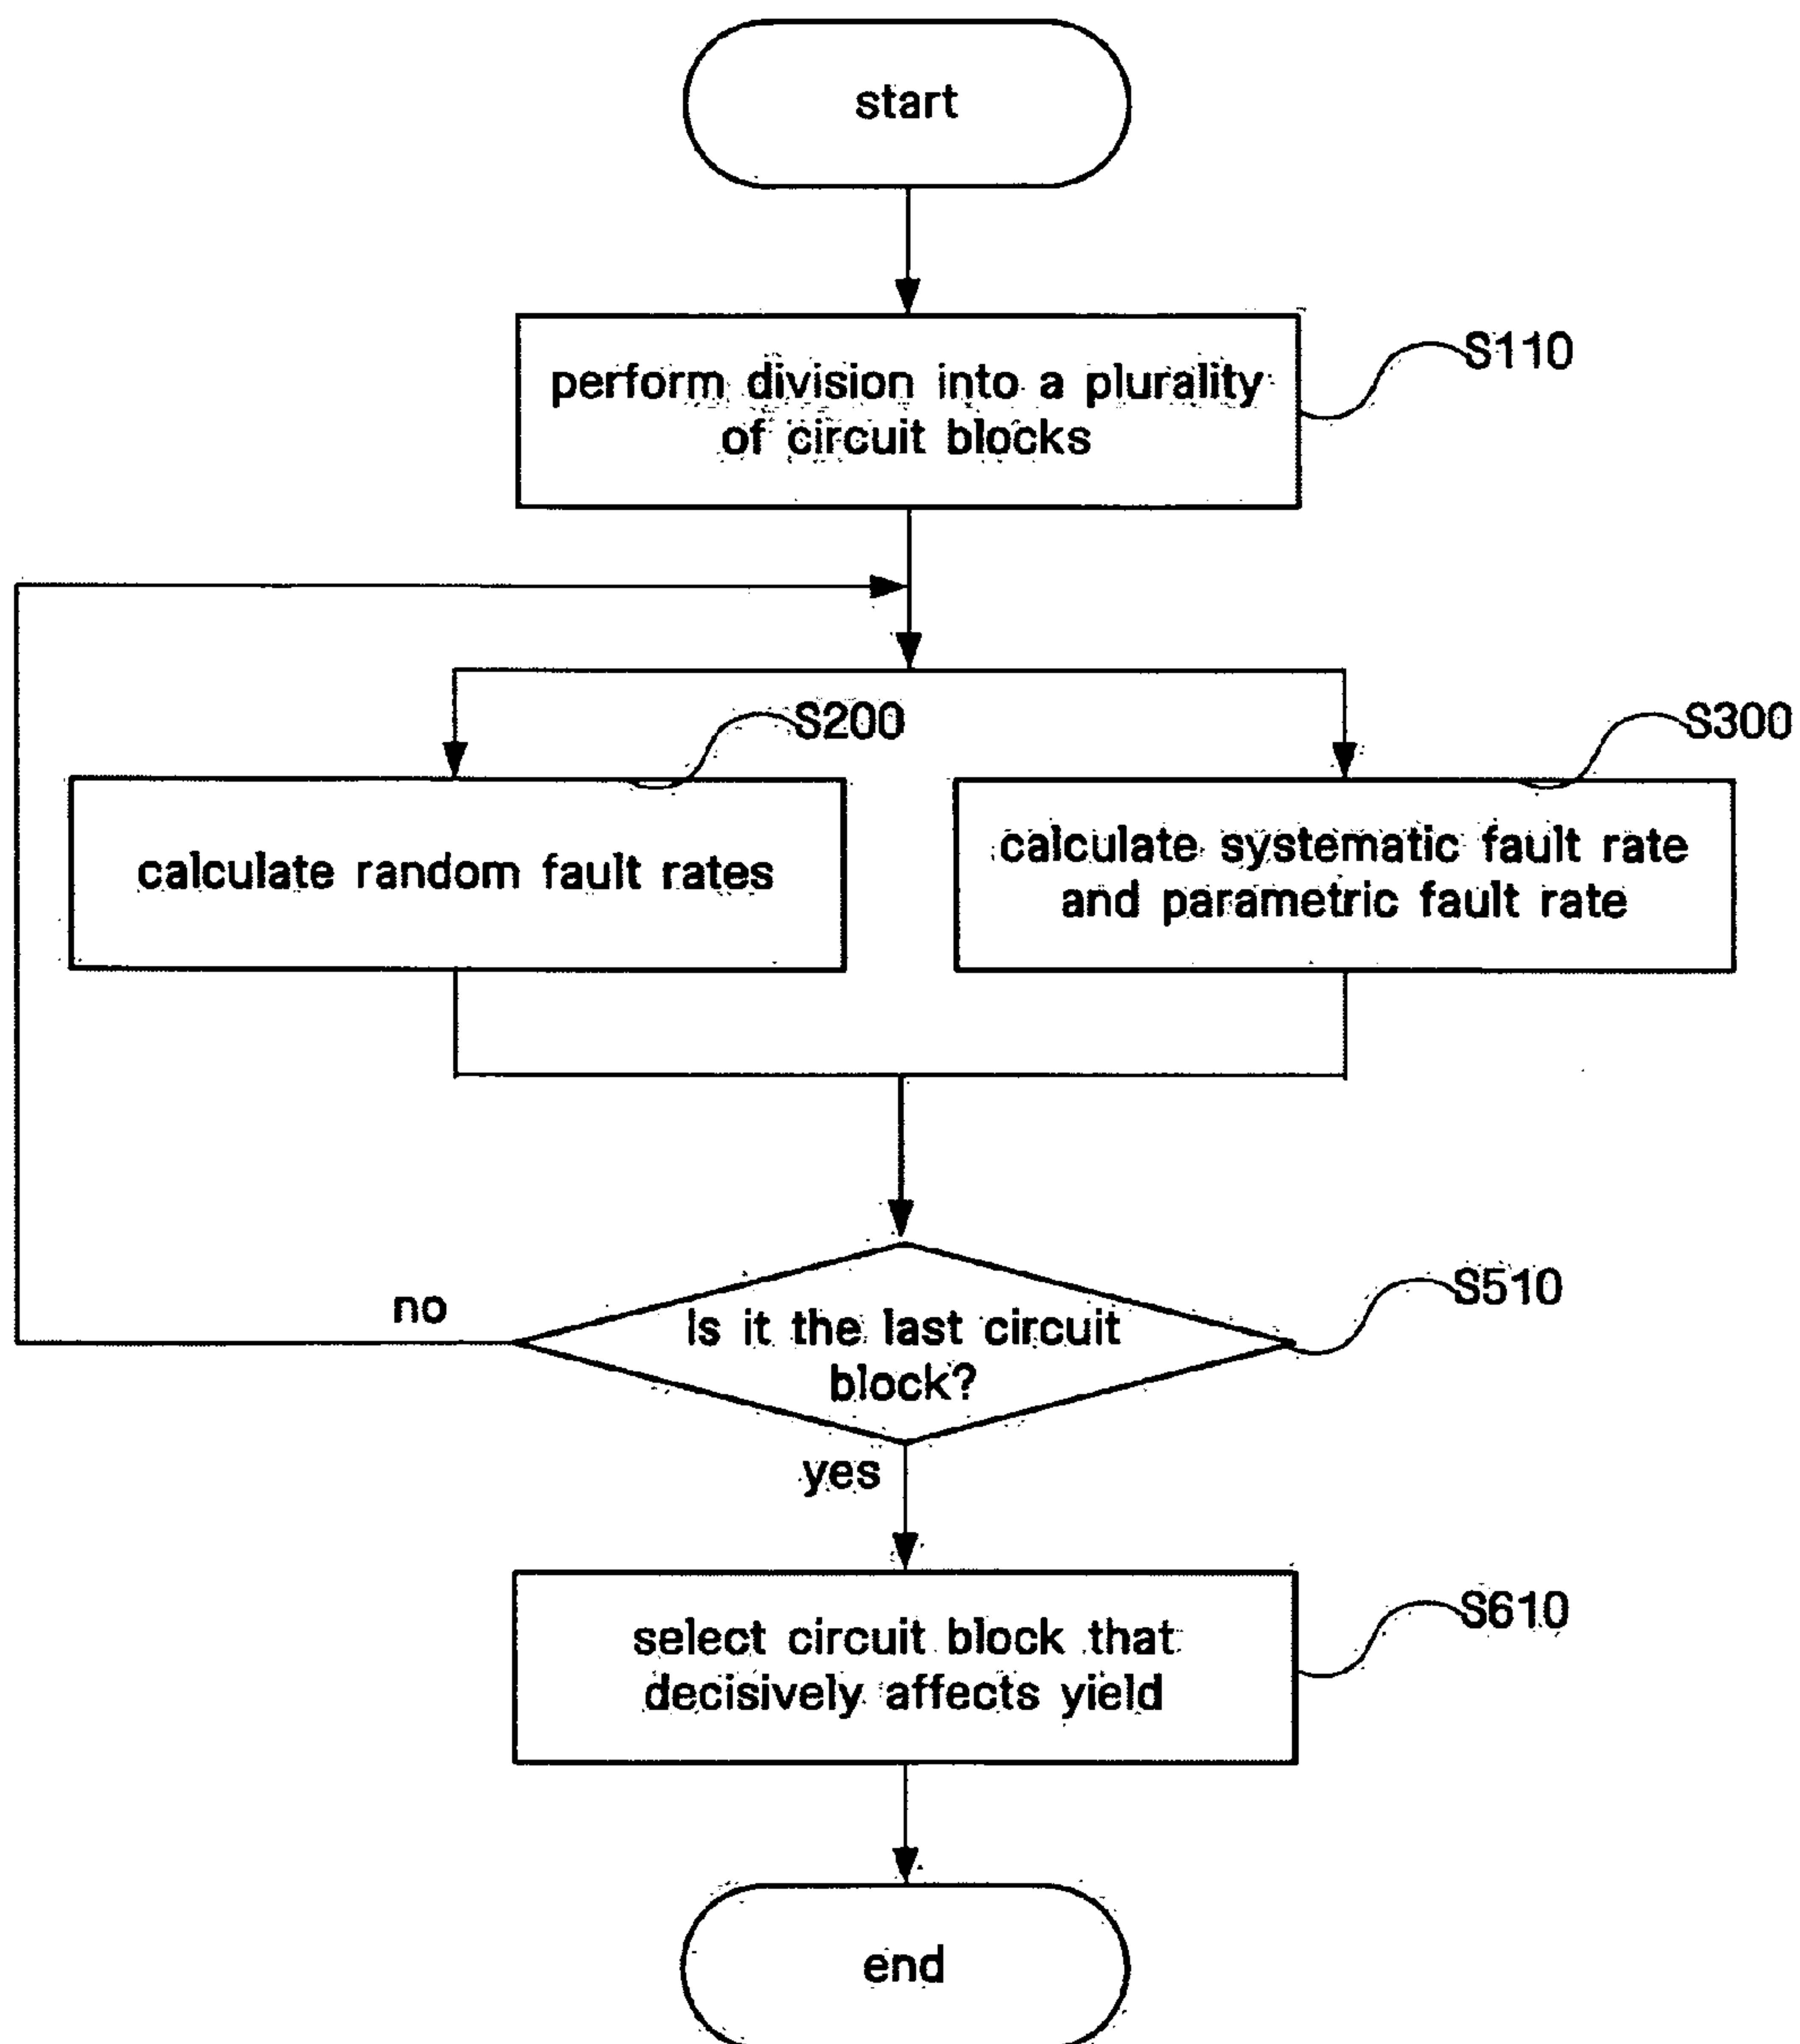 start
perform division into a plurality
of circuit blocks
S110
S200
S300
calculate random fault rates
calculate systematic fault rate
and parametric fault rate
no
Is it the last circuit
block?
S510
yes
select circuit block that
decisively affects yield
S610
end